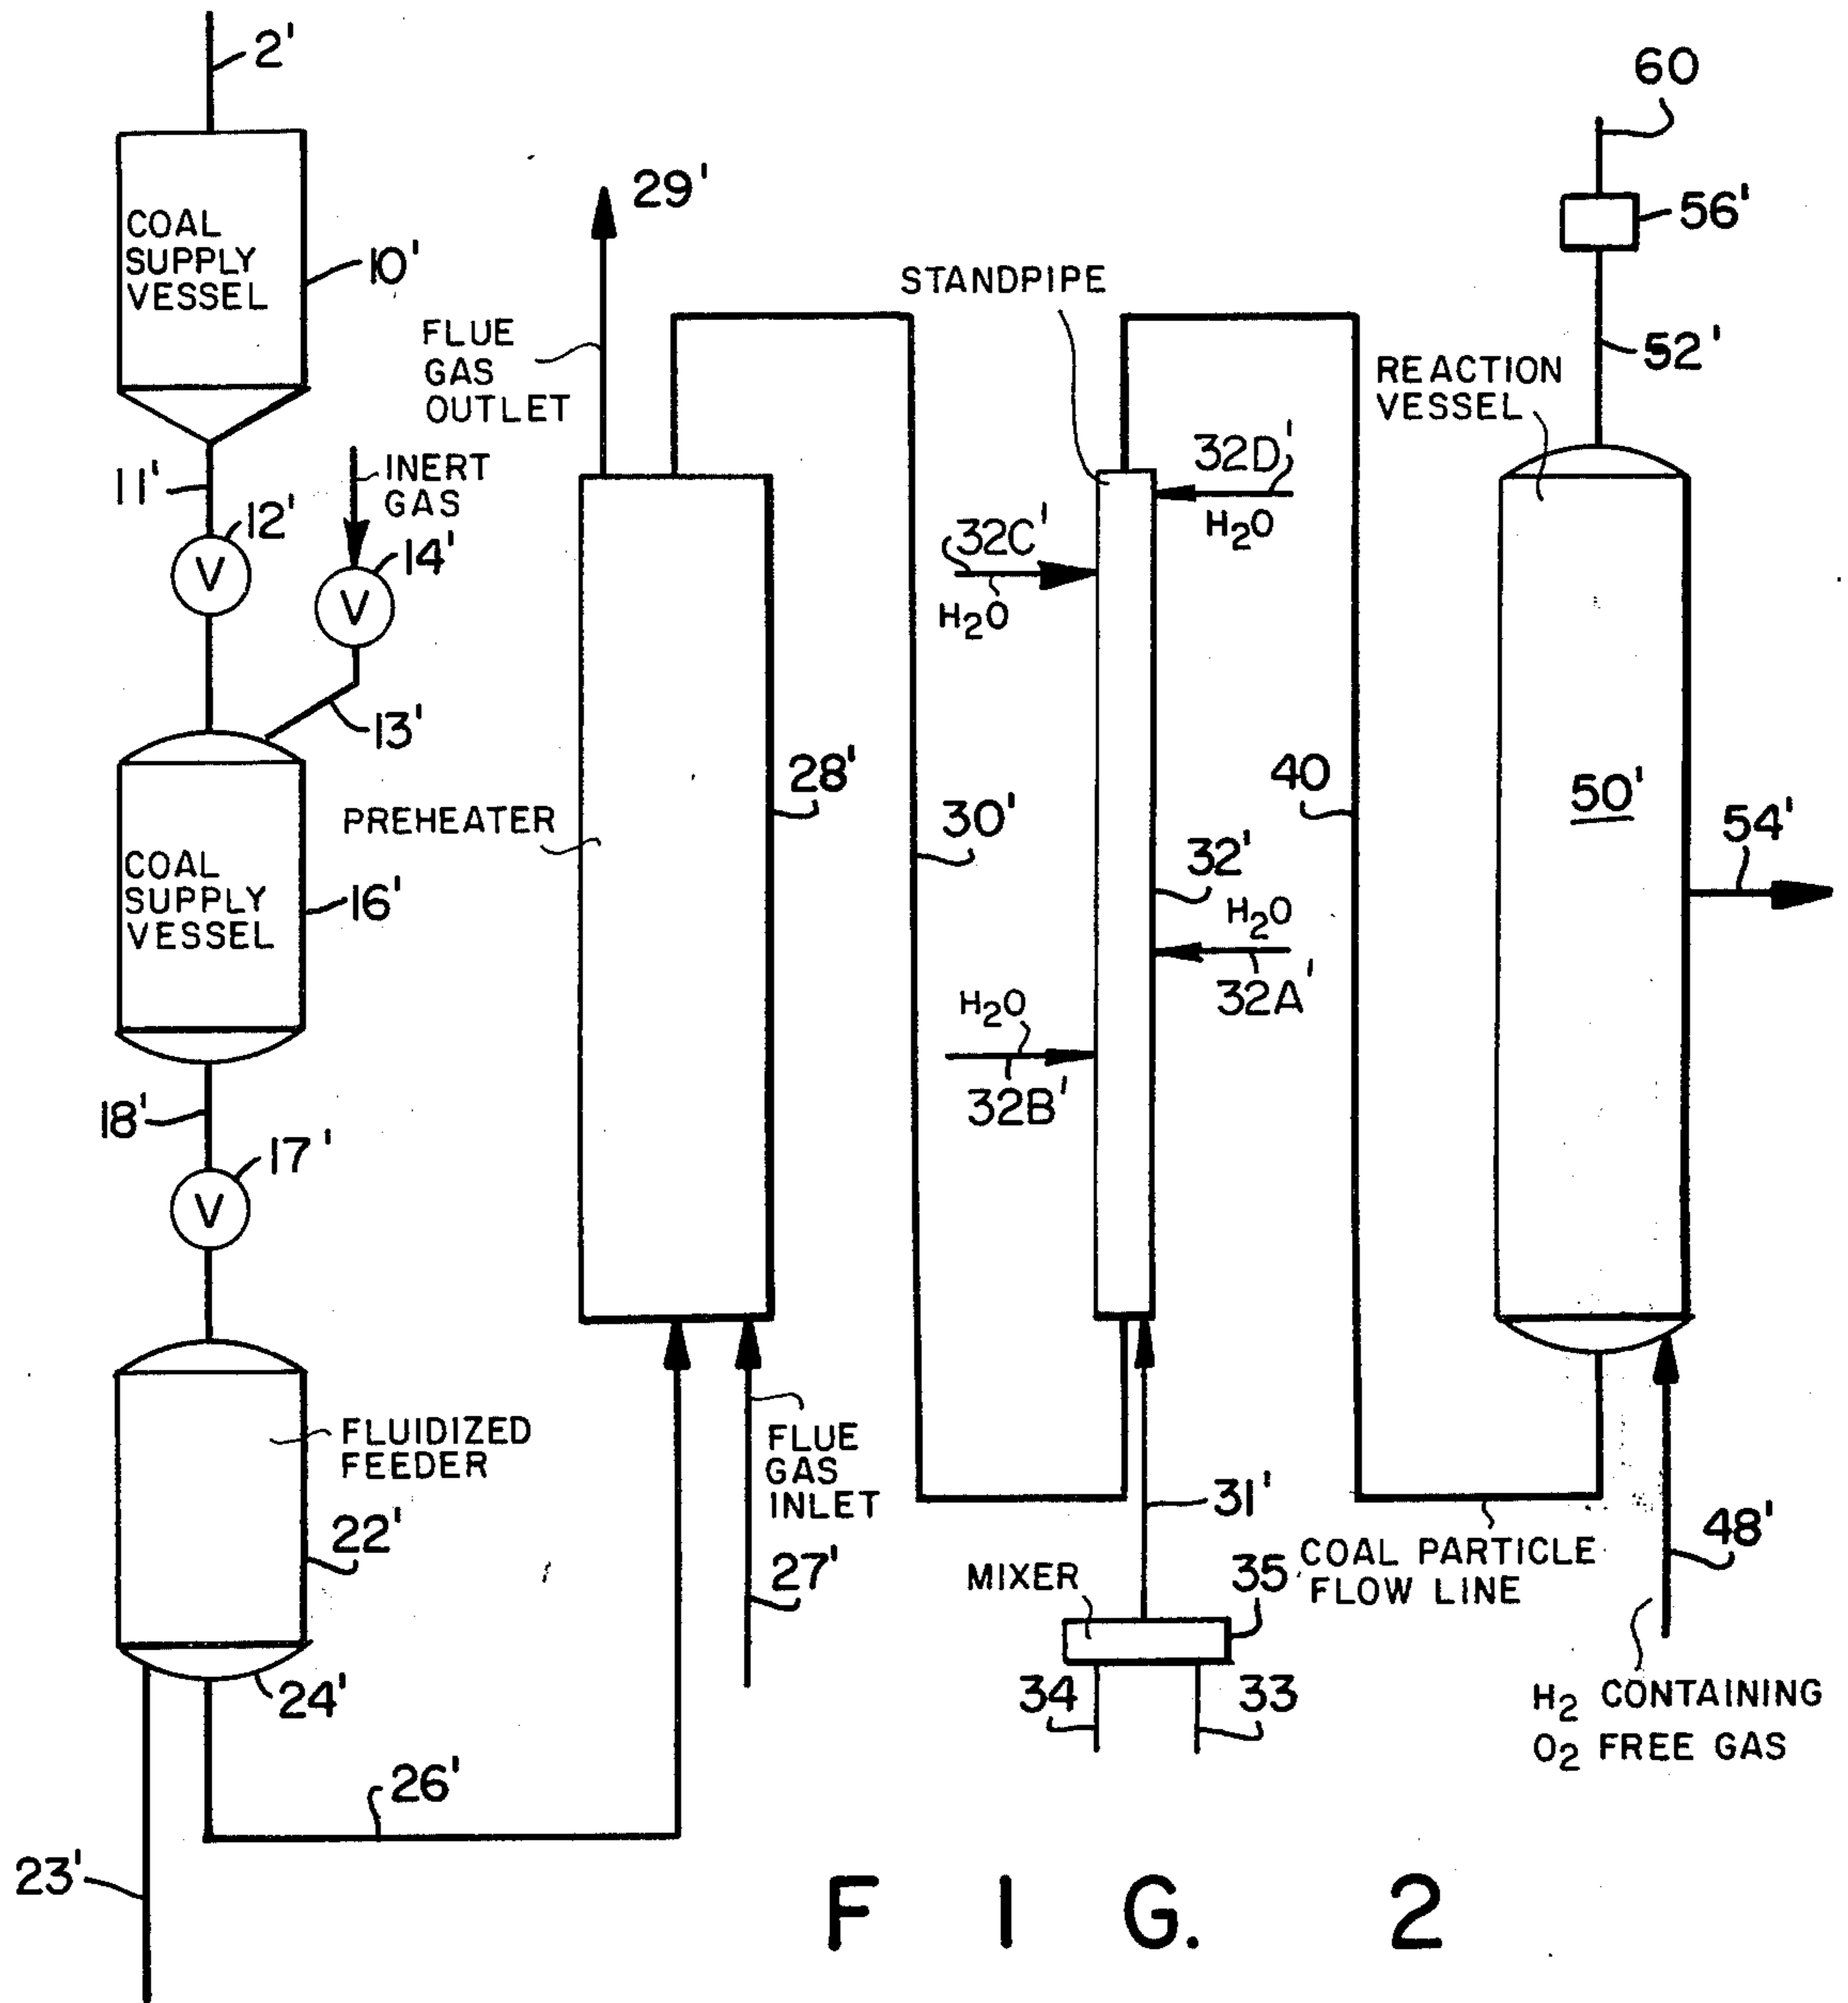 2'
COAL
SUPPLY
VESSEL
10'
11'
12'
V
INERT
GAS
14'
V
13'
COAL
SUPPLY
VESSEL
16'
18'
17'
V
FLUIDIZED
FEEDER
22'
24'
23'
26'
29'
FLUE
GAS
OUTLET
PREHEATER
28'
FLUE
GAS
INLET
27'
30'
STANDPIPE
32D'
H2O
32C'
H2O
32'
H2O
32A'
H2O
32B'
31'
MIXER
35
34
33
40
COAL PARTICLE
FLOW LINE
60
56'
52'
REACTION
VESSEL
50'
54'
48'
H2 CONTAINING
O2 FREE GAS
FIG. 2